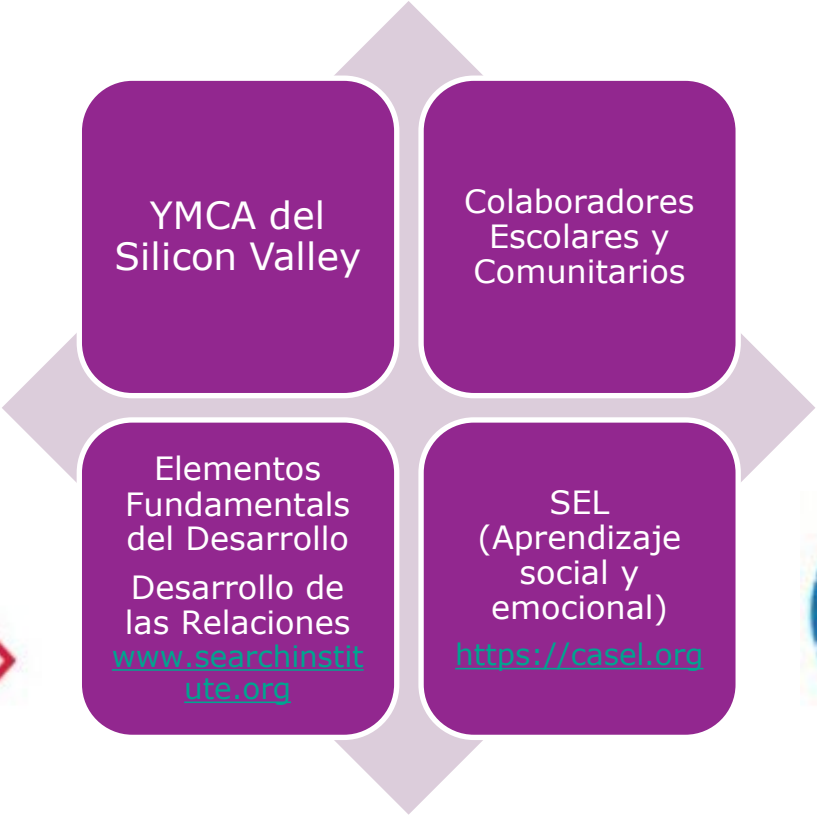 YMCA del
Silicon Valley
Colaboradores
Escolares y
Comunitarios
Elementos
Fundamentals
del Desarrollo
Desarrollo de
las Relaciones
www.searchinstit
ute.org
SEL
(Aprendizaje
social y
emocional)
https://casel.org